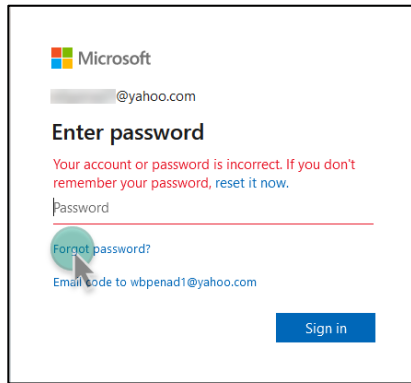 Microsoft
@yahoo.com
Enter password
Your account or password is incorrect. If you don't
remember your password, reset it now.
Password
Forgot password?
Email code to wbpenad1@yahoo.com
Sign in